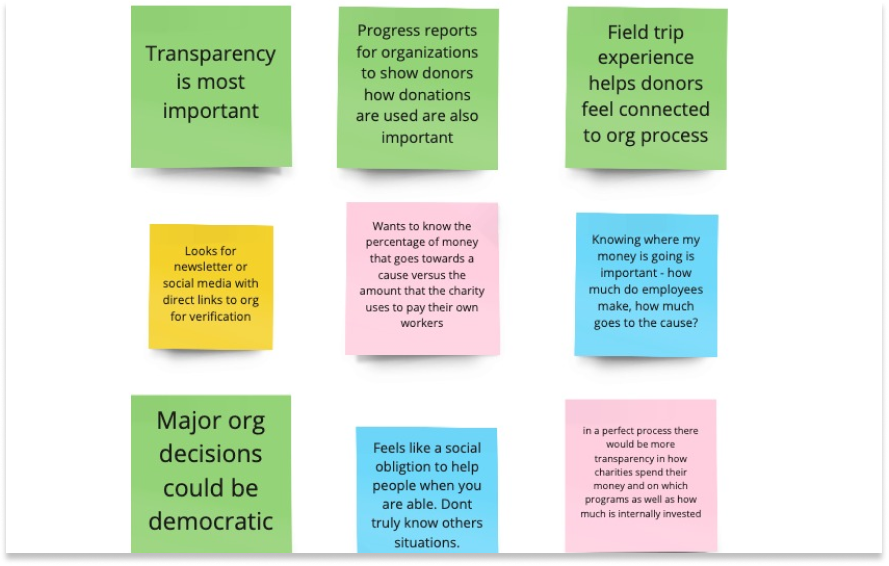 Transparency
is most
important
Progress reports
for organizations
to show donors
how donations
are used are also
important
Field trip
experience
helps donors
feel connected
to org process
Looks for
newsletter or
social media with
direct links to org
for verification
Wants to know the
percentage of money
that goes towards a
cause versus the
amount that the charity
uses to pay their own
workers
Knowing where my
money is going is
important - how
much do employees
make, how much
goes to the cause?
Major org
decisions
could be
democratic
Feels like a social
obligtion to help
people when you
are able. Dont
truly know others
situations.
in a perfect process there
would be more
transparency in how
charities spend their
money and on which
programs as well as how
much is internally invested